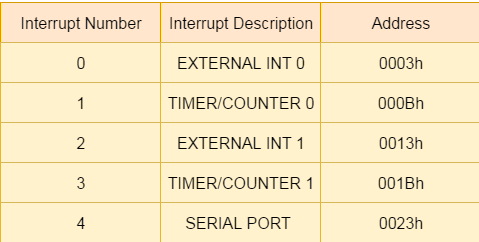 Interrupt Number Interrupt Description Address
0 EXTERNAL INT 0 0003h
1 TIMER/COUNTER 0 000Bh
2 EXTERNAL INT 1 0013h
3 TIMER/COUNTER 1 001Bh
4 SERIAL PORT 0023h